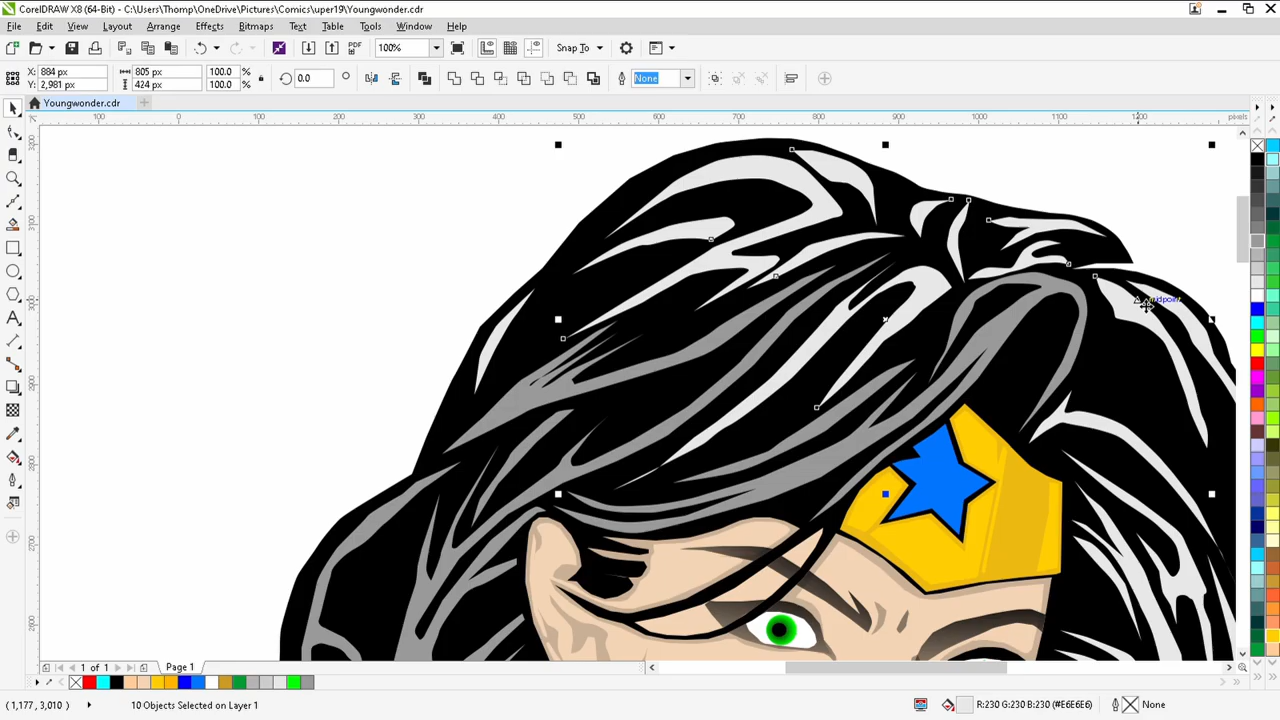 CorelDRAW X8 (64-Bit) - C:\Users\Thomp\OneDrive\Pictures\Comics\uper19\Youngwonder.cdr
File Edit View Layout Arrange Effects Bitmaps Text Table Tools Window Help
100% Snap To
X: 884 px 805 px 100.0 % 0.0 None
Y: 2,981 px 424 px 100.0 %
Youngwonder.cdr
100 0 100 200 300 400 500 600 700 800 900 1000 1100 1200 pixels
midpoint
1 of 1 Page 1
(1,177, 3,010) 10 Objects Selected on Layer 1 R:230 G:230 B:230 (#E6E6E6) None